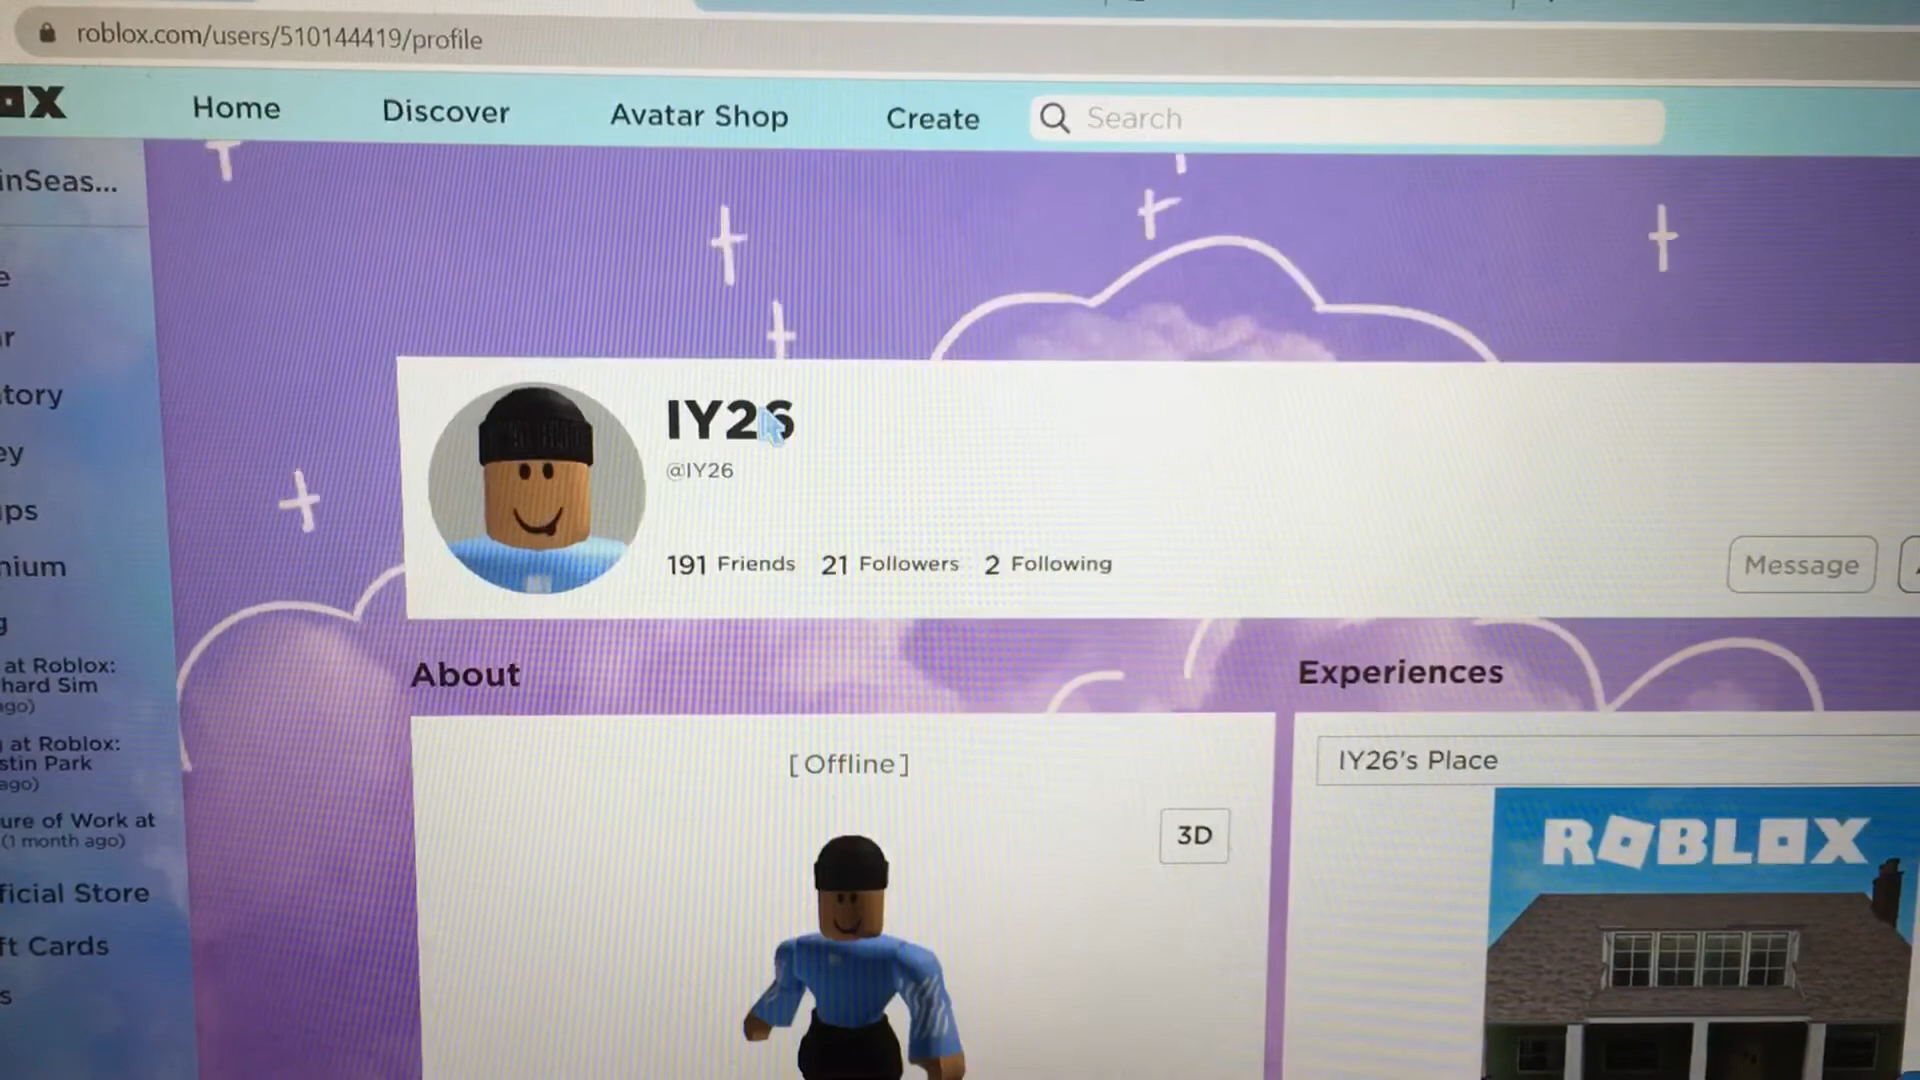 roblox.com/users/510144419/profile
OX
Home
Discover
Avatar Shop
Create
Search
inSeas...
e
r
tory
ey
ups
nium
g
at Roblox:
hard Sim
ago)
at Roblox:
stin Park
ago)
ure of Work at
(1 month ago)
ficial Store
ft Cards
s
IY26
@IY26
191 Friends 21 Followers 2 Following
Message
About
Experiences
[ Offline ]
3D
IY26's Place
ROBLOX